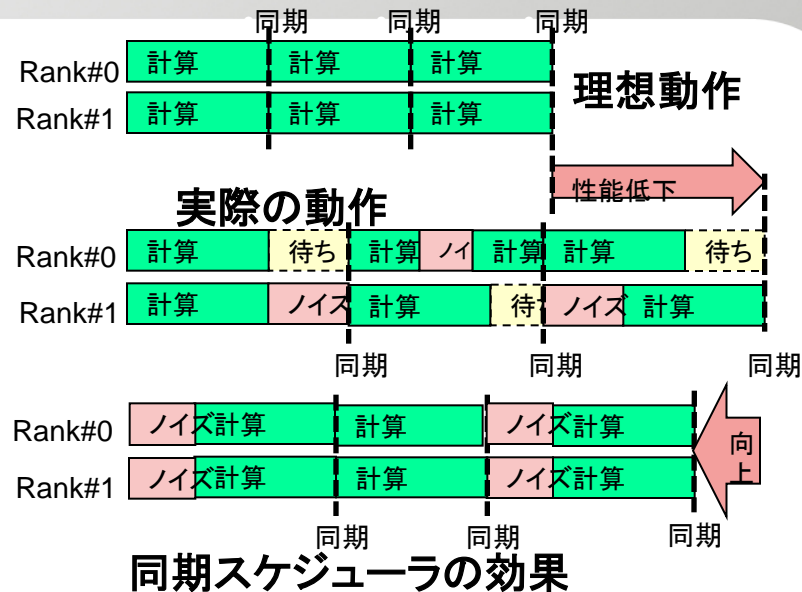 同期 同期 同期
Rank#0 計算 計算 計算
Rank#1 計算 計算 計算
理想動作
性能低下
実際の動作
Rank#0 計算 待ち 計算 ノイ 計算 計算 待ち
Rank#1 計算 ノイズ 計算 待 ノイズ 計算
同期 同期 同期
Rank#0 ノイズ計算 計算 ノイズ計算
Rank#1 ノイズ計算 計算 ノイズ計算
向上
同期 同期 同期
同期スケジューラの効果